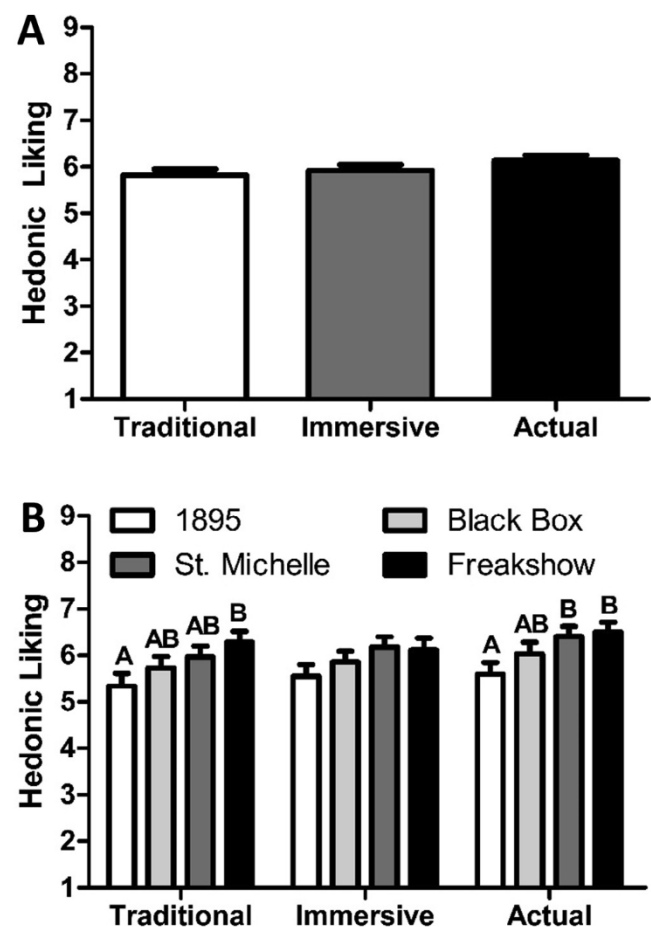 A
Hedonic Liking
9
8
7
6
5
4
3
2
1
Traditional Immersive Actual
B
1895 Black Box
St. Michelle Freakshow
Hedonic Liking
9
8
7
6
5
4
3
2
1
A AB AB B
A AB B B
Traditional Immersive Actual